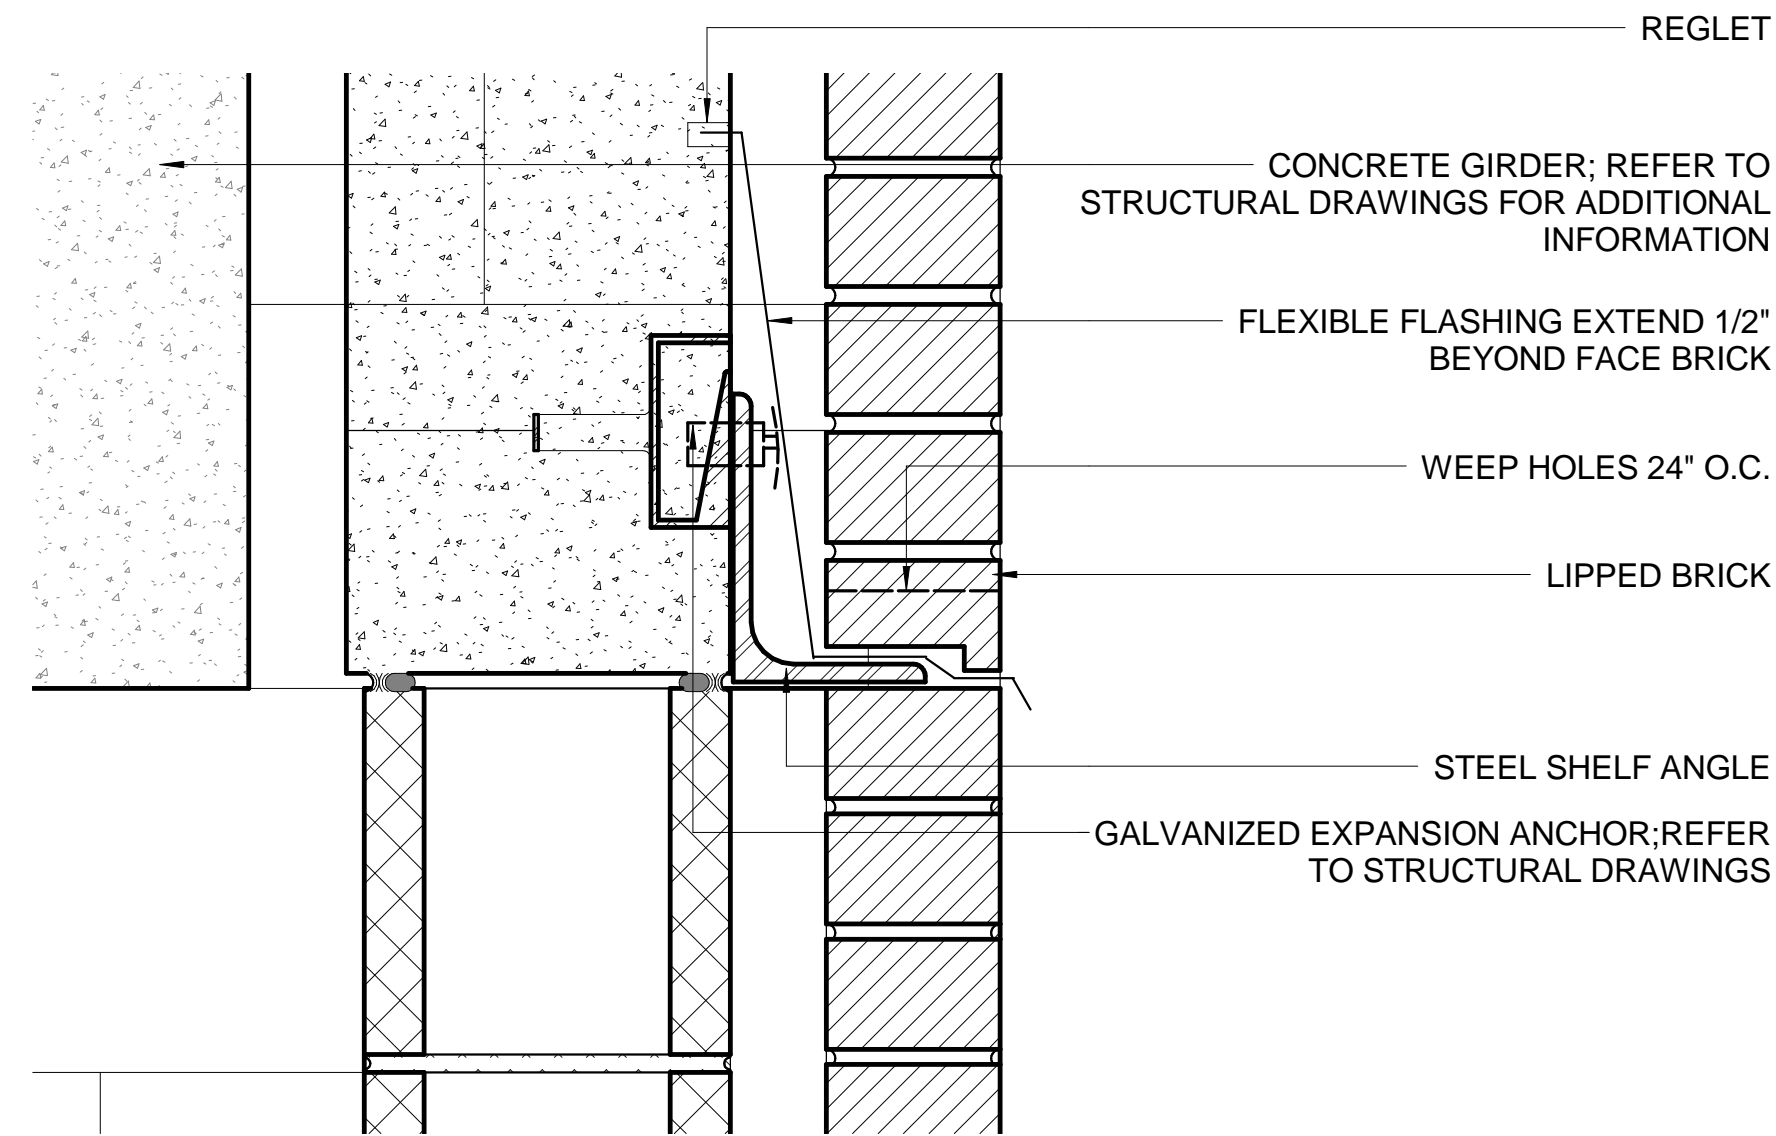 REGLET
CONCRETE GIRDER; REFER TO
STRUCTURAL DRAWINGS FOR ADDITIONAL
INFORMATION
FLEXIBLE FLASHING EXTEND 1/2"
BEYOND FACE BRICK
WEEP HOLES 24" O.C.
LIPPED BRICK
STEEL SHELF ANGLE
GALVANIZED EXPANSION ANCHOR;REFER
TO STRUCTURAL DRAWINGS